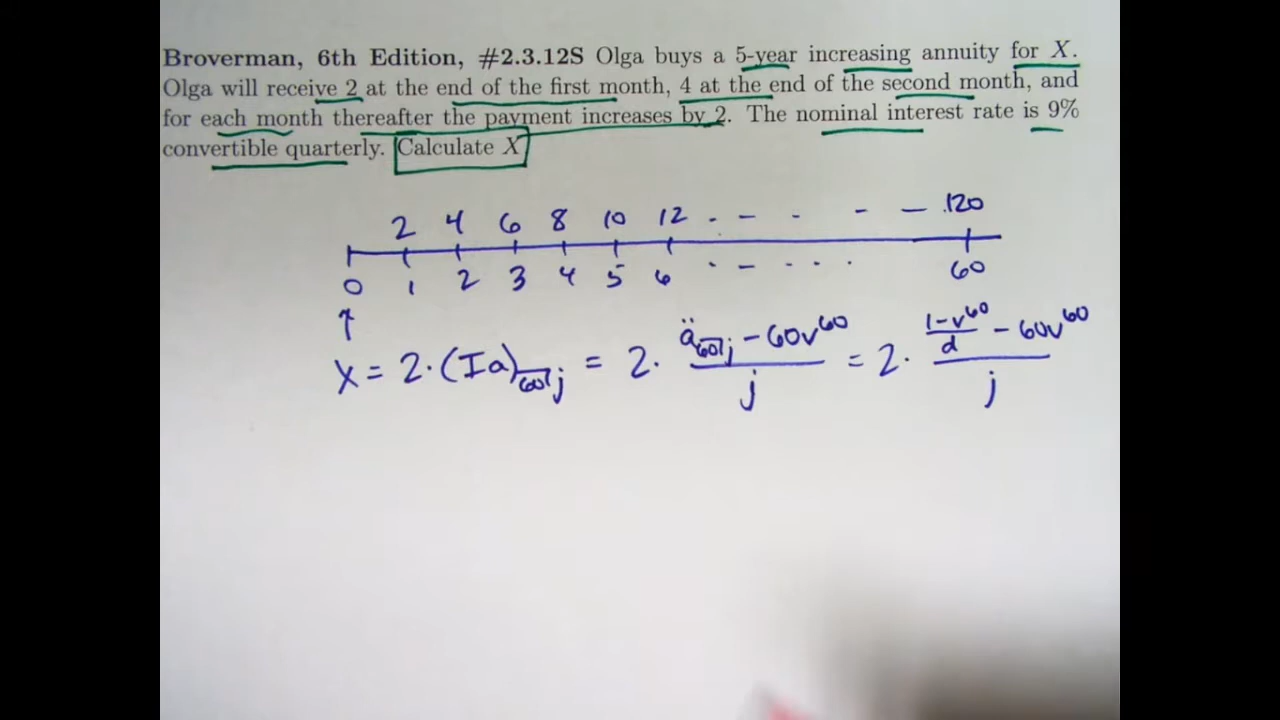 Broverman, 6th Edition, #2.3.12S Olga buys a 5-year increasing annuity for X.
Olga will receive 2 at the end of the first month, 4 at the end of the second month, and
for each month thereafter the payment increases by 2. The nominal interest rate is 9%
convertible quarterly. Calculate X
2 4 6 8 10 12 · – · – – 120
0 1 2 3 4 5 6 · – · · · 60
↑
X = 2·(Ia)_{60⌉j} = 2· (ä_{60⌉j} – 60v^{60}) / j = 2· ((1-v^{60})/d – 60v^{60}) / j